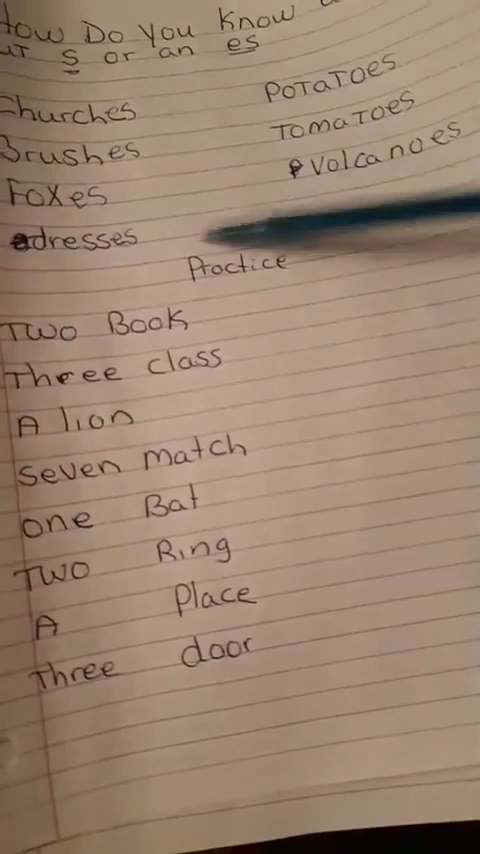 How Do You Know
s or an es
Churches
Brushes
Foxes
adresses
Potatoes
Tomatoes
Volcanoes
Practice
Two Book
Three class
A lion
Seven match
one Bat
Two Ring
A Place
Three door